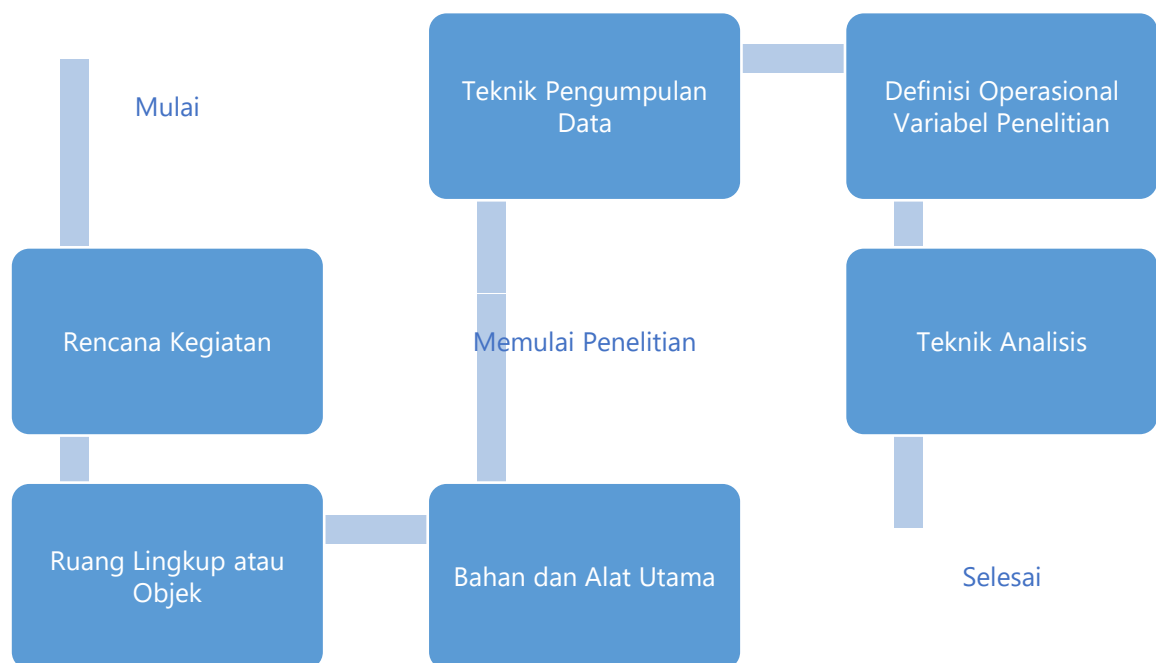 Mulai
Rencana Kegiatan
Ruang Lingkup atau
Objek
Bahan dan Alat Utama
Memulai Penelitian
Teknik Pengumpulan
Data
Definisi Operasional
Variabel Penelitian
Teknik Analisis
Selesai